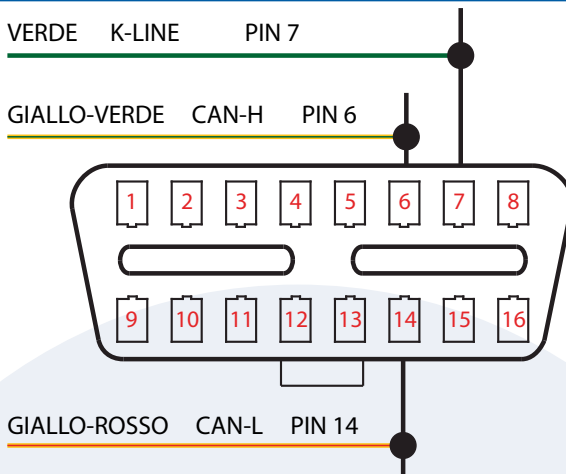 VERDE K-LINE PIN 7
GIALLO-VERDE CAN-H PIN 6
1 2 3 4 5 6 7 8
9 10 11 12 13 14 15 16
GIALLO-ROSSO CAN-L PIN 14